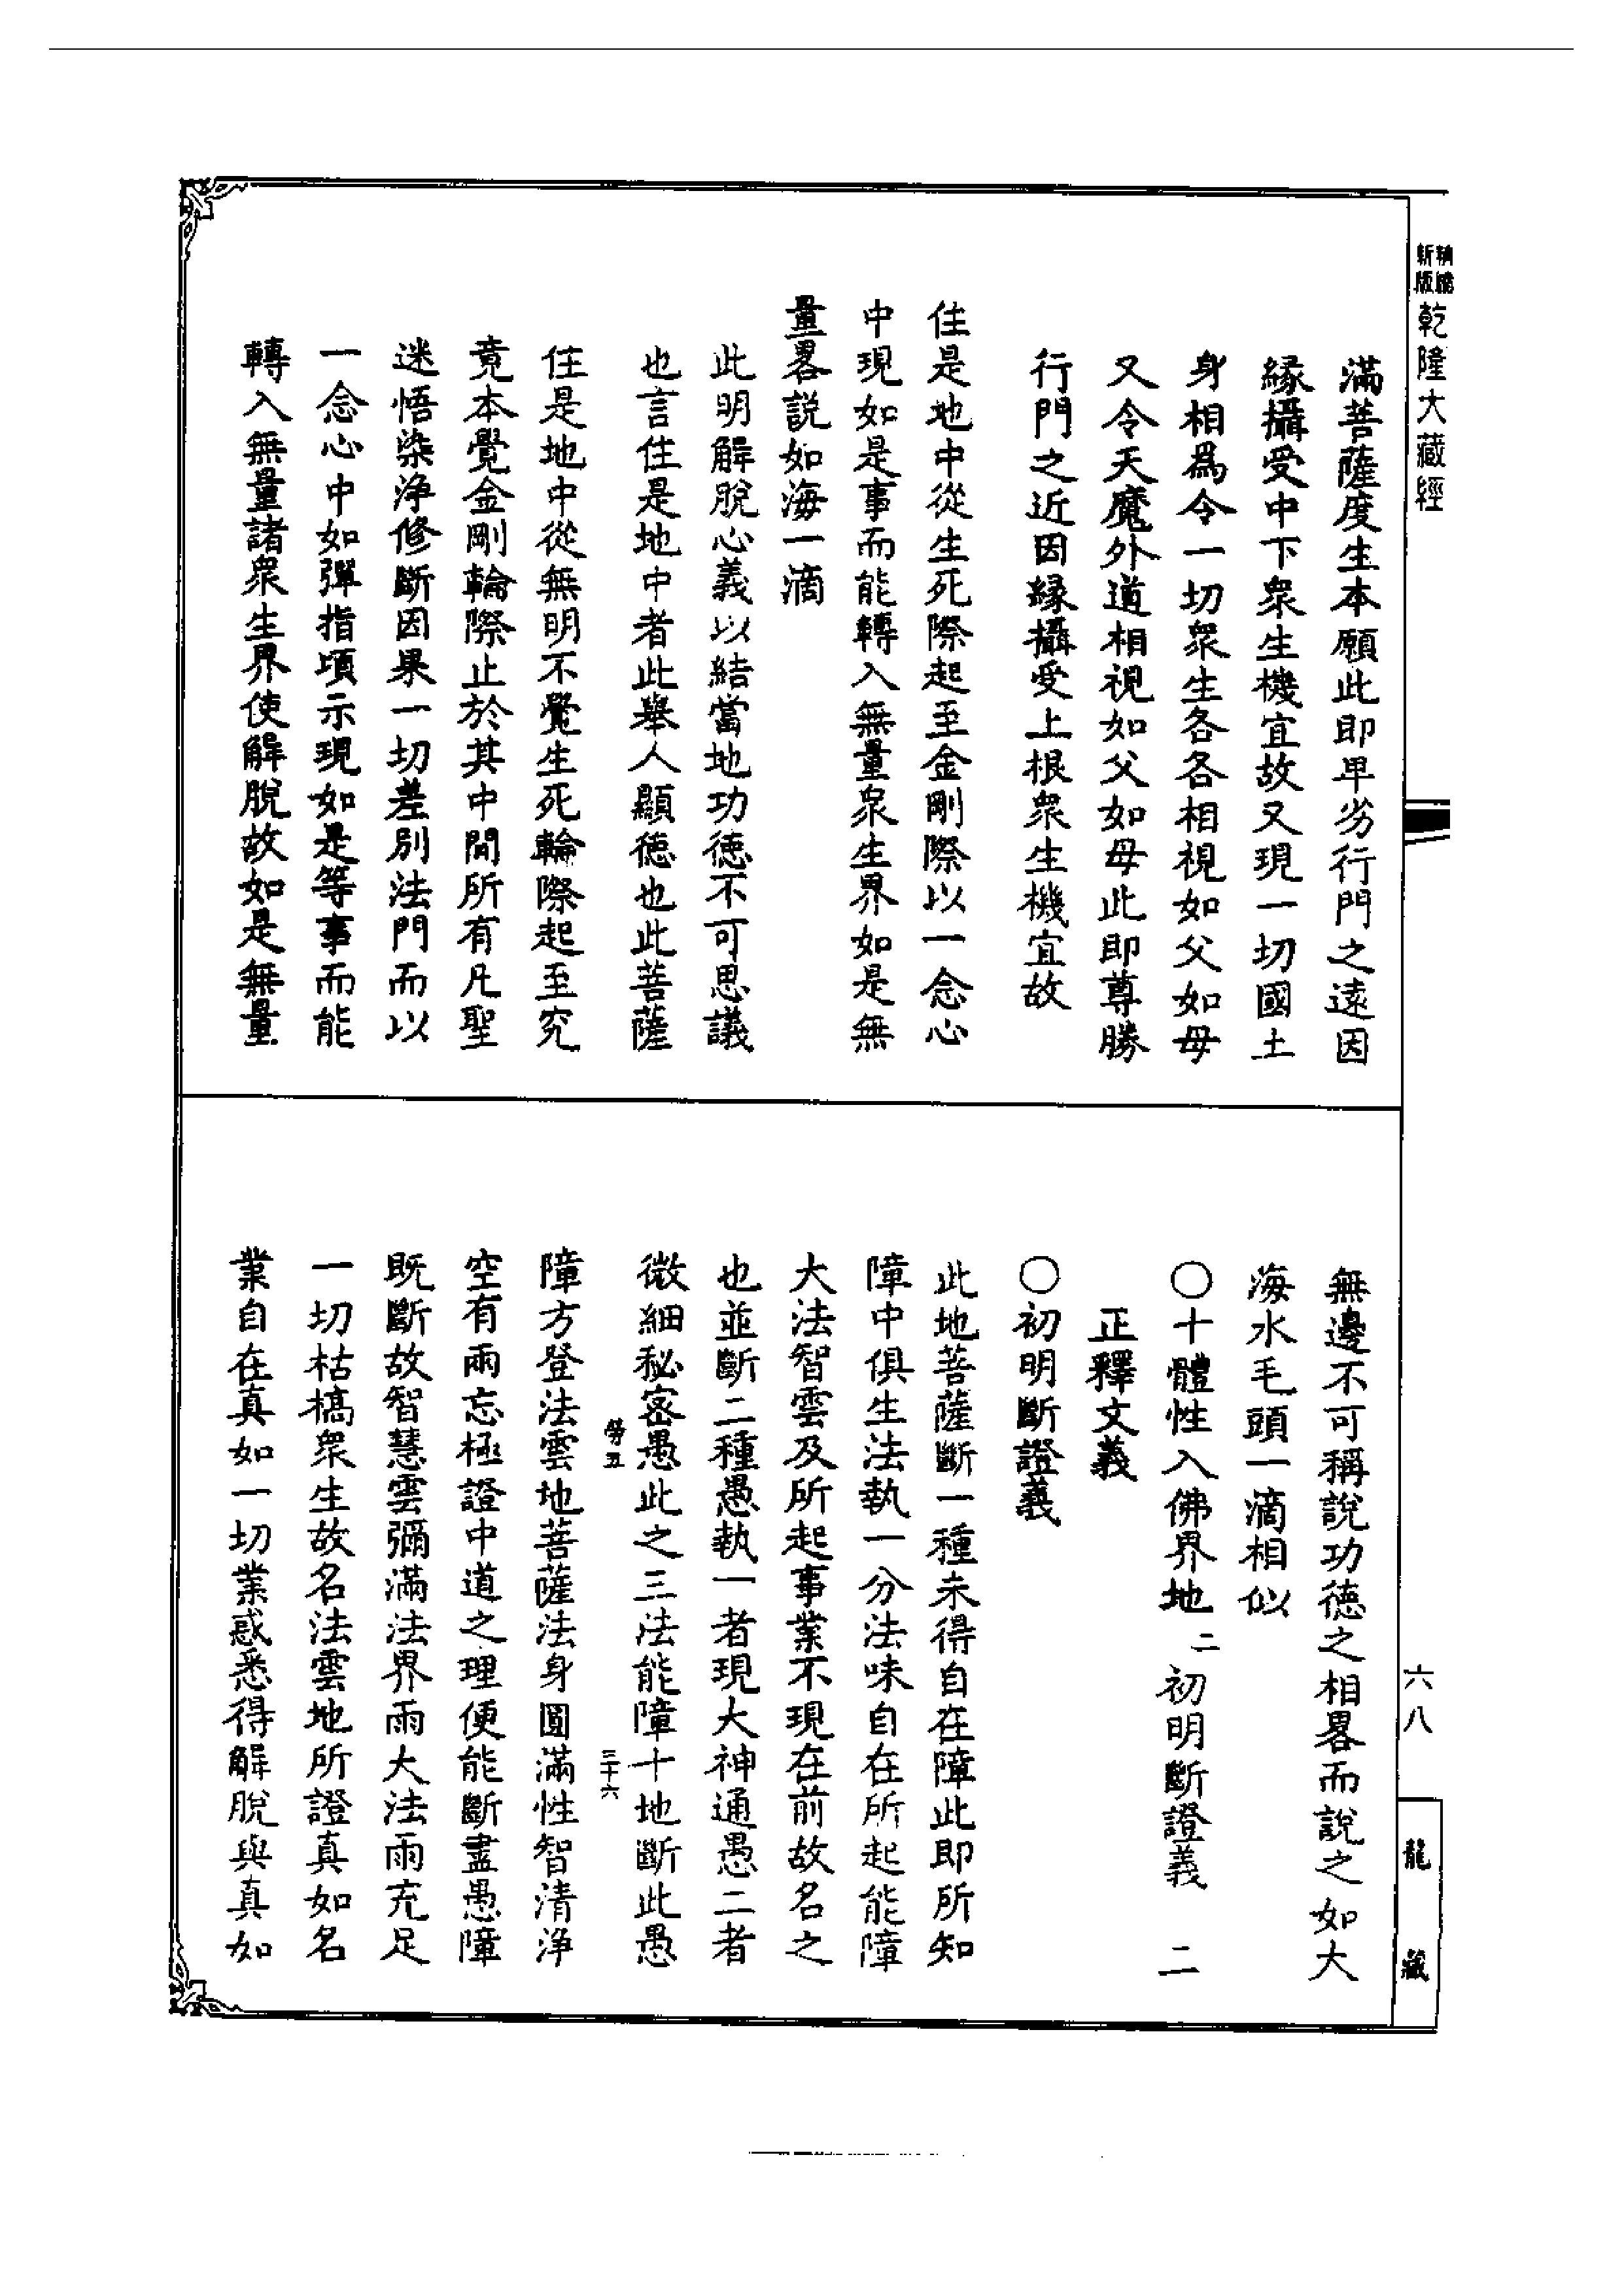 精縮
新版
乾隆大藏經
滿菩薩度生本願此即卑劣行門之遠因
緣攝受中下衆生機宜故又現一切國土
身相爲令一切衆生各各相視如父如母
又令天魔外道相視如父如母此即尊勝
行門之近因緣攝受上根衆生機宜故
住是地中從生死際起至金剛際以一念心
中現如是事而能轉入無量衆生界如是無
量畧説如海一滴
此明解脫心義以結當地功德不可思議
也言住是地中者此舉人顯德也此菩薩
住是地中從無明不覺生死輪際起至究
竟本覺金剛輪際止於其中間所有凡聖
迷悟染淨修斷因果一切差别法門而以
一念心中如彈指頃示現如是等事而能
轉入無量諸衆生界使解脫故如是無量
無邊不可稱說功德之相畧而說之如大
海水毛頭一滴相似
〇十體性入佛界地二初明斷證義 二
正釋文義
〇初明斷證義
此地菩薩斷一種未得自在障此即所知
障中俱生法執一分法味自在所起能障
大法智雲及所起事業不現在前故名之
也並斷二種愚執一者現大神通愚二者
微細秘密愚此之三法能障十地斷此愚
勞五
三十六
障方登法雲地菩薩法身圓滿性智清淨
空有兩忘極證中道之理便能斷盡愚障
既斷故智慧雲彌滿法界雨大法雨充足
一切枯槁衆生故名法雲地所證真如名
業自在真如一切業惑悉得解脫與真如
六八
龍藏